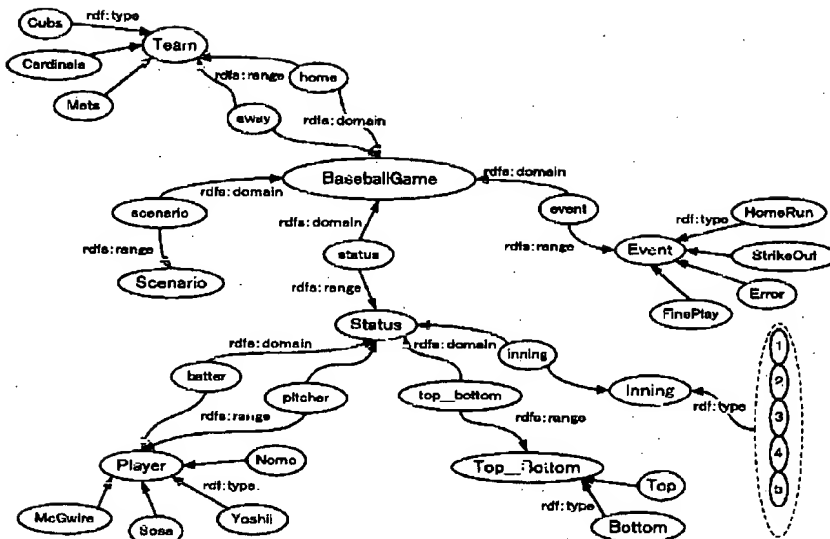 Cubs
rdf:type
Team
Cardinals
rdfs:range
home
Mets
away
rdfs:domain
BaseballGame
rdfs:domain
rdfs:domain
scenario
rdfs:domain
event
HomeRun
rdf:type
rdfs:range
status
rdfs:range
Event
StrikeOut
Scenario
rdfs:range
Error
FinePlay
Status
rdfs:domain
rdfs:domain
inning
1
batter
pitcher
top_bottom
Inning
2
rdf:type
rdfs:range
rdfs:range
3
4
Player
Nomo
Top_Bottom
5
rdf:type
Top
McGwire
Sosa
Yoshii
rdf:type
Bottom